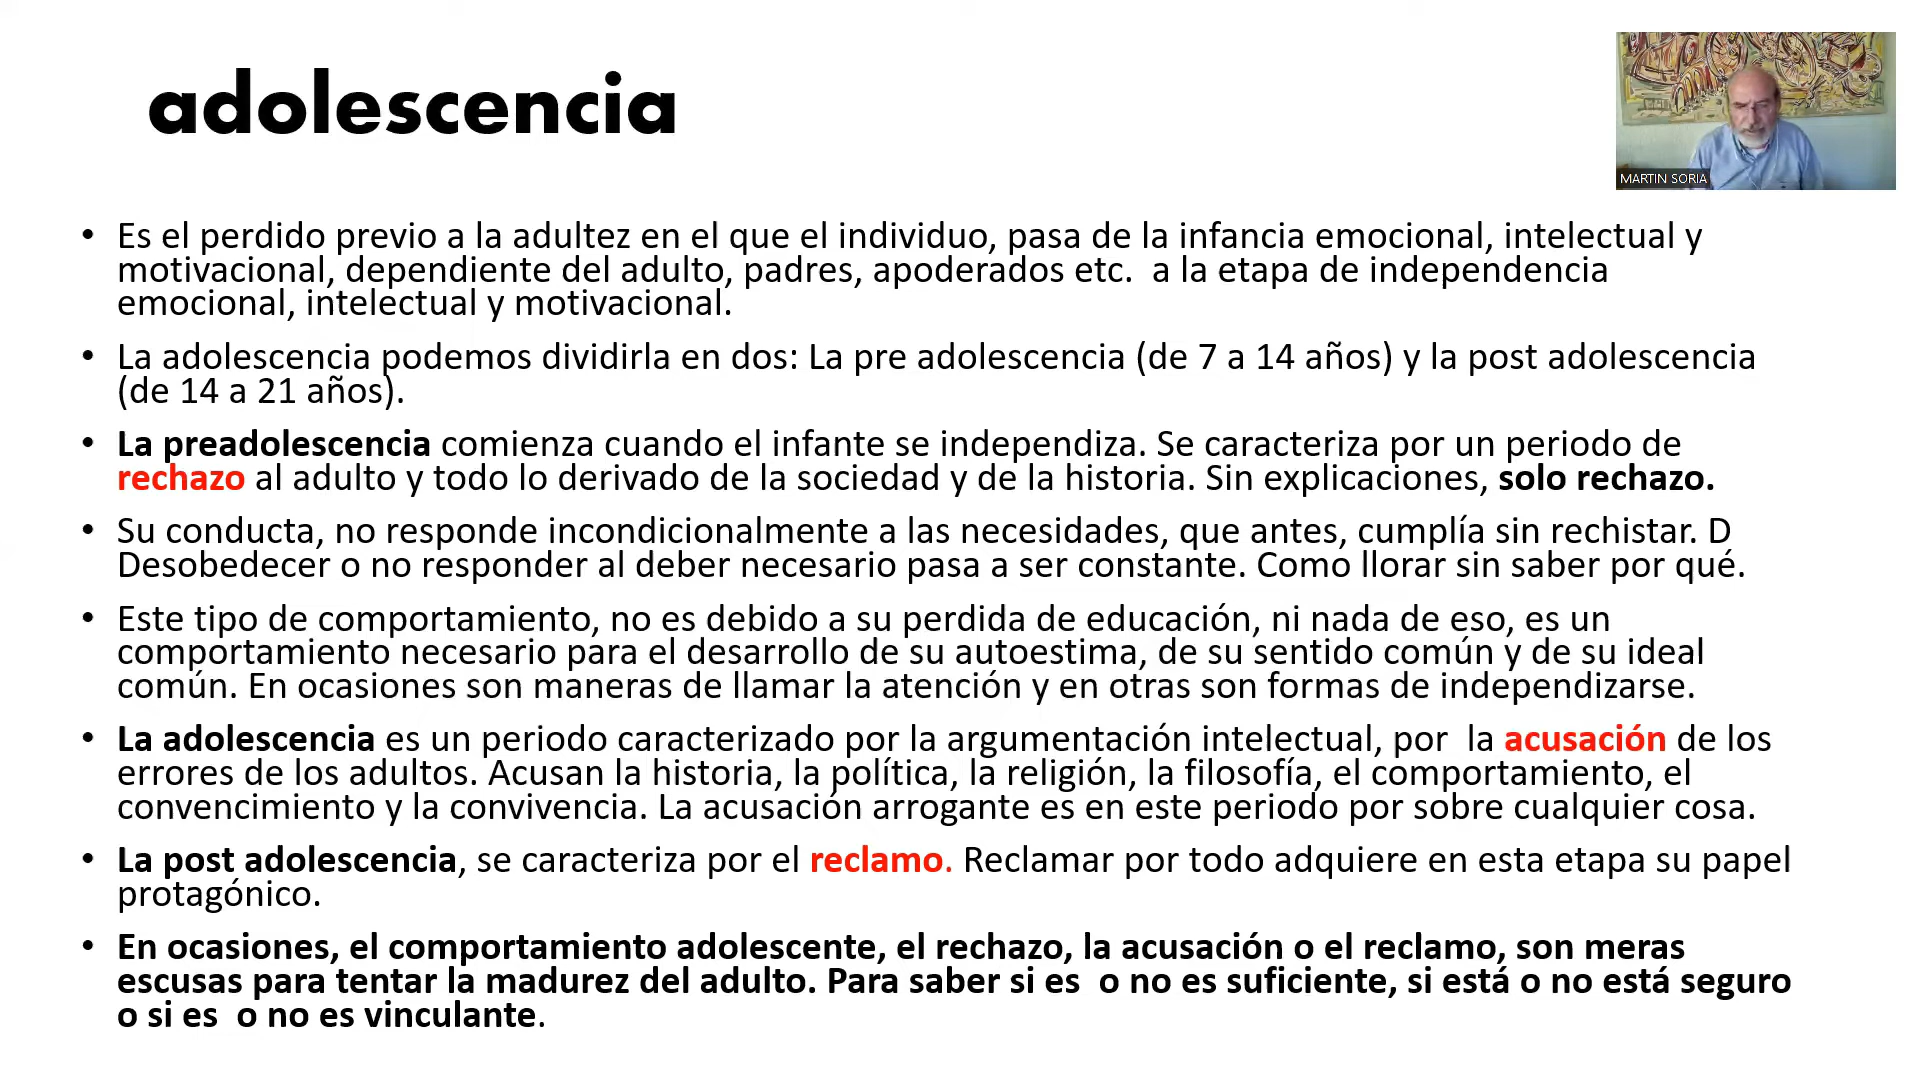 adolescencia
MARTIN SORIA
• Es el perdido previo a la adultez en el que el individuo, pasa de la infancia emocional, intelectual y
motivacional, dependiente del adulto, padres, apoderados etc.  a la etapa de independencia
emocional, intelectual y motivacional.
• La adolescencia podemos dividirla en dos: La pre adolescencia (de 7 a 14 años) y la post adolescencia
(de 14 a 21 años).
• La preadolescencia comienza cuando el infante se independiza. Se caracteriza por un periodo de
rechazo al adulto y todo lo derivado de la sociedad y de la historia. Sin explicaciones, solo rechazo.
• Su conducta, no responde incondicionalmente a las necesidades, que antes, cumplía sin rechistar. D
Desobedecer o no responder al deber necesario pasa a ser constante. Como llorar sin saber por qué.
• Este tipo de comportamiento, no es debido a su perdida de educación, ni nada de eso, es un
comportamiento necesario para el desarrollo de su autoestima, de su sentido común y de su ideal
común. En ocasiones son maneras de llamar la atención y en otras son formas de independizarse.
• La adolescencia es un periodo caracterizado por la argumentación intelectual, por  la acusación de los
errores de los adultos. Acusan la historia, la política, la religión, la filosofía, el comportamiento, el
convencimiento y la convivencia. La acusación arrogante es en este periodo por sobre cualquier cosa.
• La post adolescencia, se caracteriza por el reclamo. Reclamar por todo adquiere en esta etapa su papel
protagónico.
• En ocasiones, el comportamiento adolescente, el rechazo, la acusación o el reclamo, son meras
escusas para tentar la madurez del adulto. Para saber si es  o no es suficiente, si está o no está seguro
o si es  o no es vinculante.